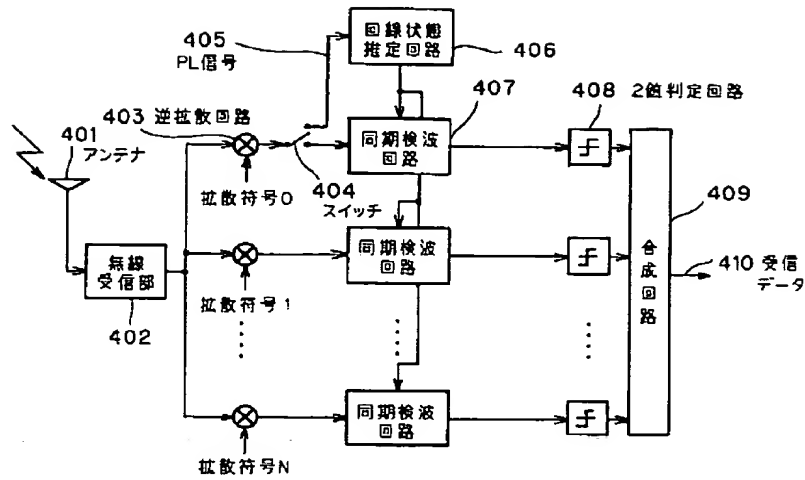 405
PL信号
回線状態
推定回路
406
407
408 2値判定回路
403 逆拡散回路
401
アンテナ
同期検波
回路
拡散符号0
404
スイッチ
409
無線
受信部
402
同期検波
回路
拡散符号1
合成回路
410 受信
データ
同期検波
回路
拡散符号N